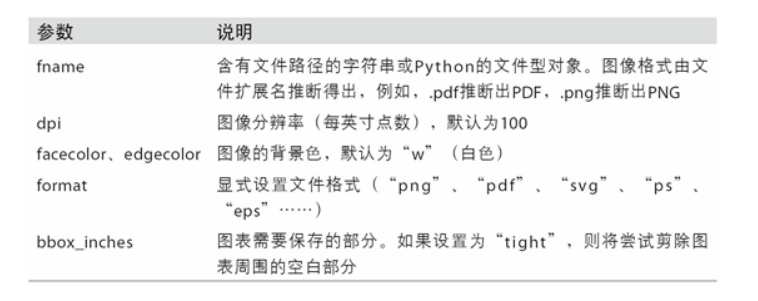 参数 说明
fname 含有文件路径的字符串或Python的文件型对象。图像格式由文
件扩展名推断得出，例如，.pdf推断出PDF，.png推断出PNG
dpi 图像分辨率（每英寸点数），默认为100
facecolor、edgecolor 图像的背景色，默认为“w”（白色）
format 显式设置文件格式（“png”、“pdf”、“svg”、“ps”、
“eps”……）
bbox_inches 图表需要保存的部分。如果设置为“tight”，则将尝试剪除图
表周围的空白部分